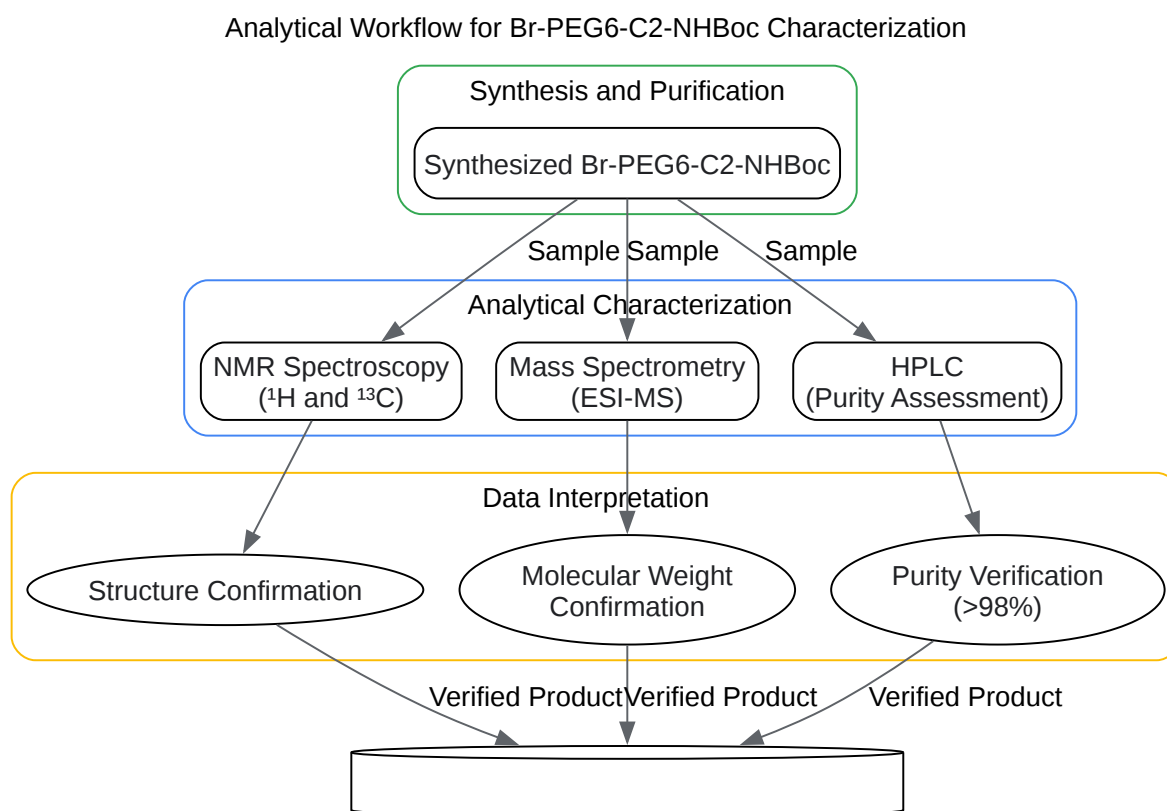 Analytical Workflow for Br-PEG6-C2-NHBoc Characterization
Synthesis and Purification
Synthesized Br-PEG6-C2-NHBoc
Sample Sample Sample
Analytical Characterization
NMR Spectroscopy
(¹H and ¹³C)
Mass Spectrometry
(ESI-MS)
HPLC
(Purity Assessment)
Data Interpretation
Structure Confirmation
Molecular Weight
Confirmation
Purity Verification
(>98%)
Verified Product Verified Product Verified Product